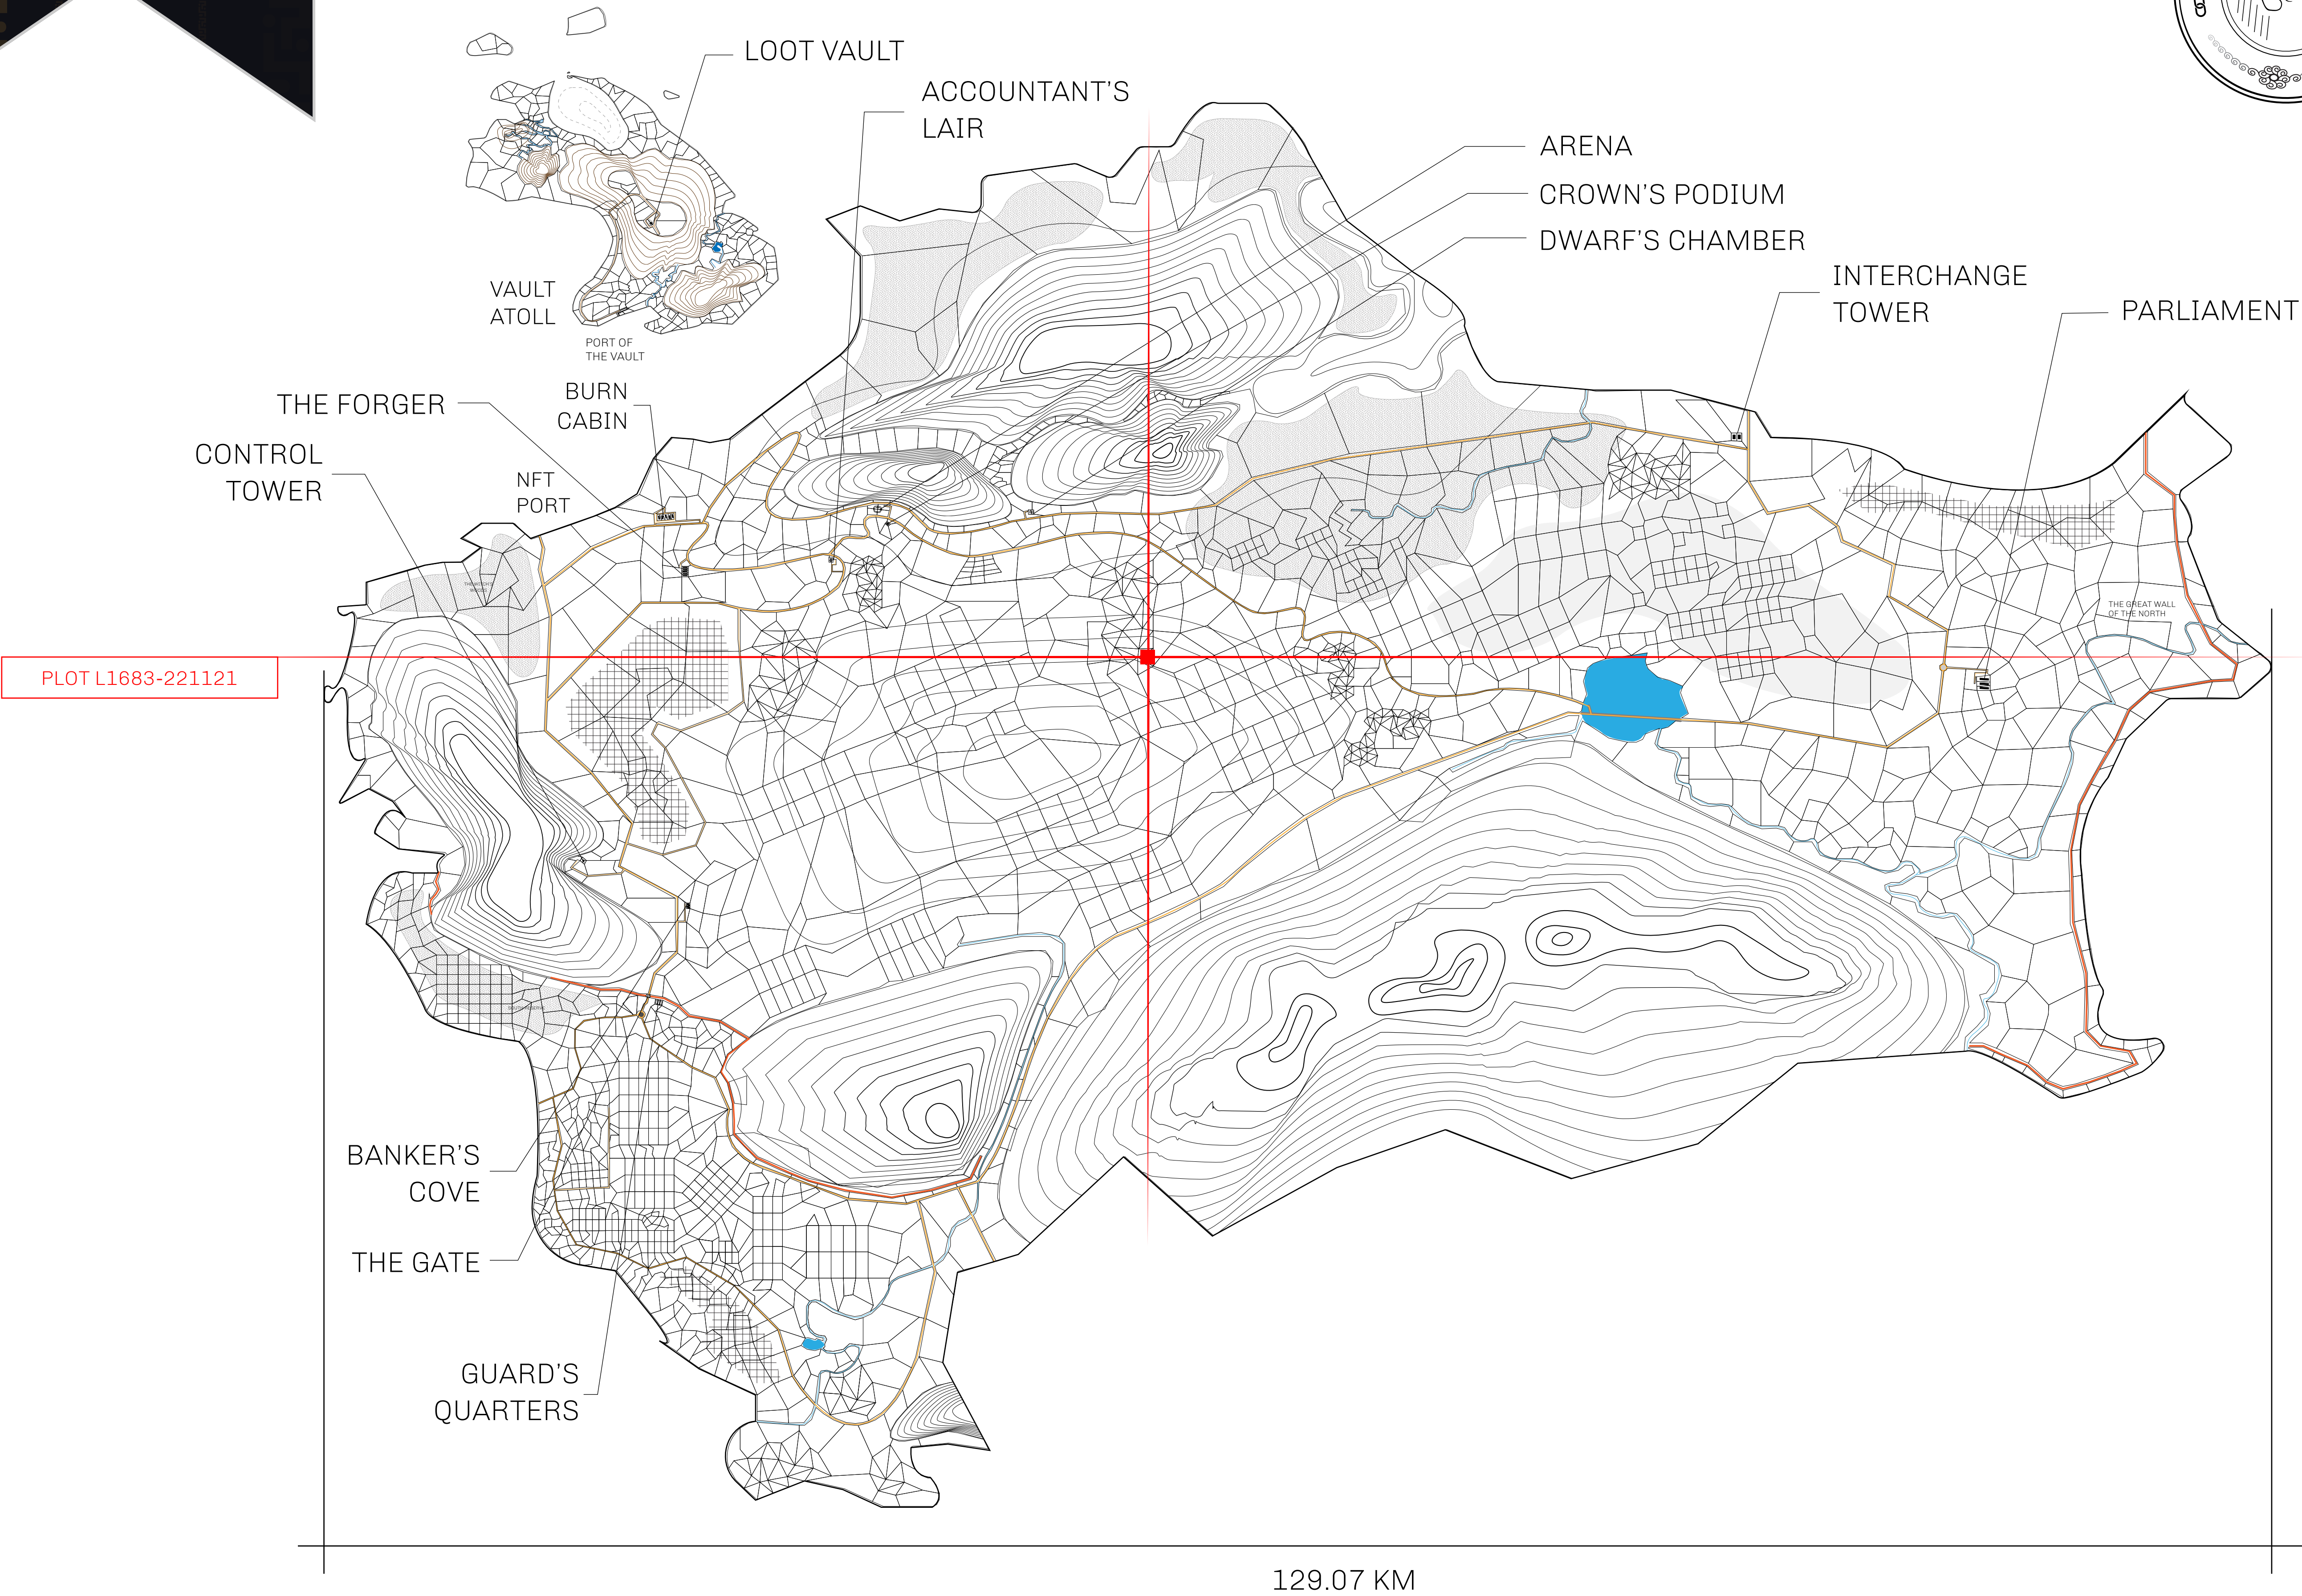 LOOT VAULT
ACCOUNTANT'S
LAIR
ARENA
CROWN'S PODIUM
DWARF'S CHAMBER
INTERCHANGE
TOWER
PARLIAMENT
VAULT
ATOLL
PORT OF
THE VAULT
BURN
CABIN
THE FORGER
CONTROL
TOWER
NFT
PORT
THE GREAT WALL
OF THE NORTH
PLOT L1683-221121
BANKER'S
COVE
THE GATE
GUARD'S
QUARTERS
129.07 KM